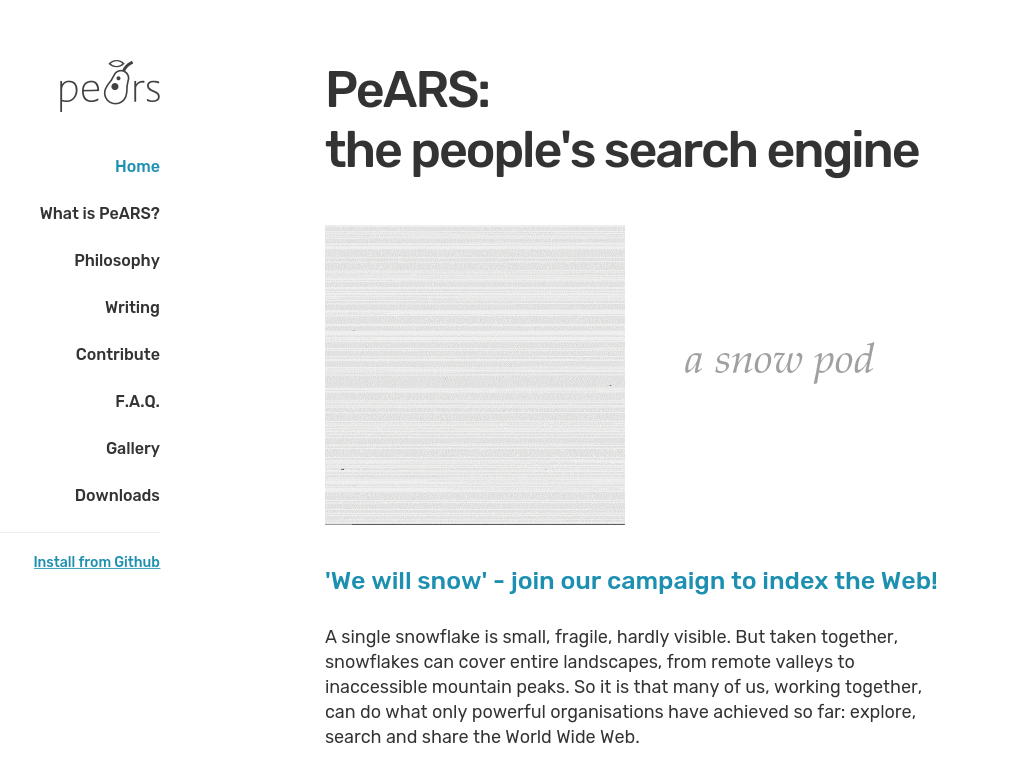 pears
Home
What is PeARS?
Philosophy
Writing
Contribute
F.A.Q.
Gallery
Downloads
Install from Github
PeARS:
the people's search engine
a snow pod
'We will snow' - join our campaign to index the Web!
A single snowflake is small, fragile, hardly visible. But taken together,
snowflakes can cover entire landscapes, from remote valleys to
inaccessible mountain peaks. So it is that many of us, working together,
can do what only powerful organisations have achieved so far: explore,
search and share the World Wide Web.